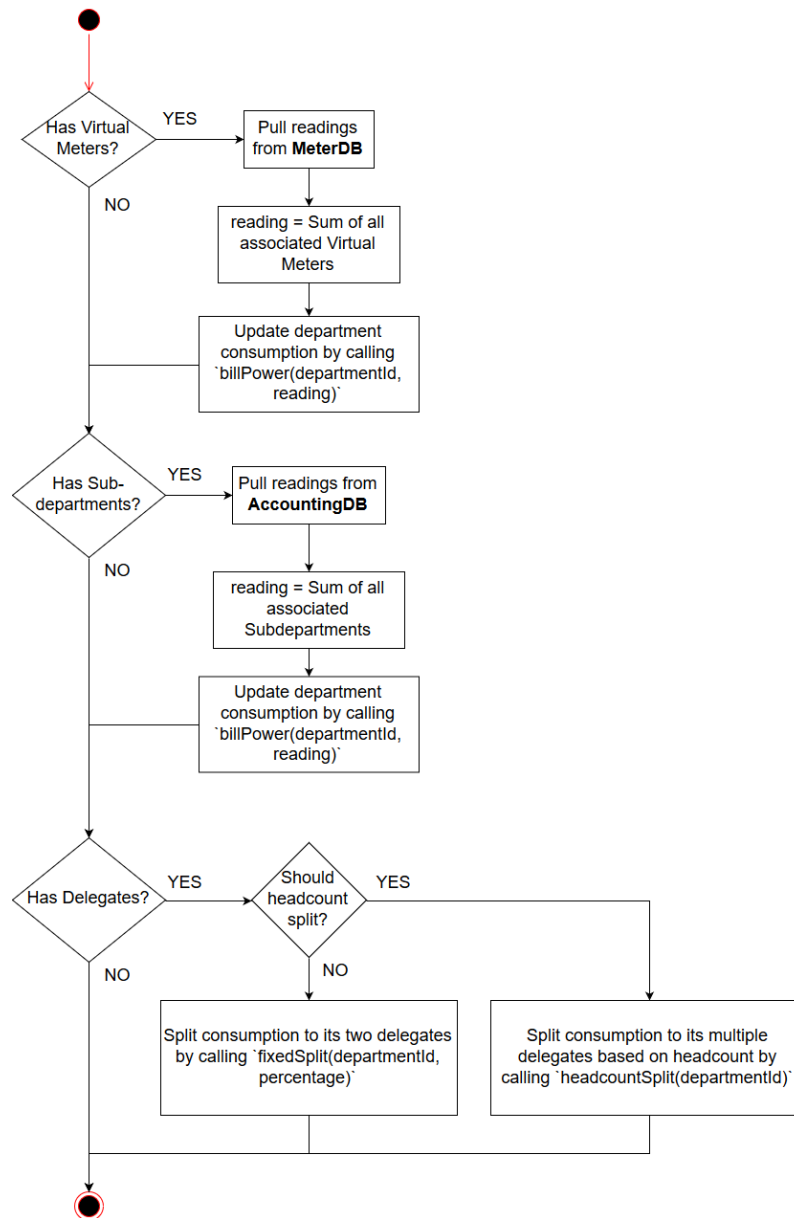 Has Virtual
Meters?
YES
Pull readings
from MeterDB
NO
reading = Sum of all
associated Virtual
Meters
Update department
consumption by calling
`billPower(departmentId,
reading)`
Has Sub-
departments?
YES
Pull readings from
AccountingDB
NO
reading = Sum of all
associated
Subdepartments
Update department
consumption by calling
`billPower(departmentId,
reading)`
Has Delegates?
YES
Should
headcount
split?
YES
NO
NO
Split consumption to its two delegates
by calling `fixedSplit(departmentId,
percentage)`
Split consumption to its multiple
delegates based on headcount by
calling `headcountSplit(departmentId)`